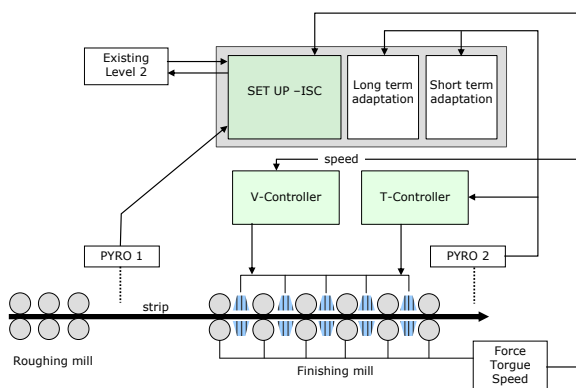 Existing
Level 2
SET UP –ISC
Long term
adaptation
Short term
adaptation
speed
V-Controller
T-Controller
PYRO 1
PYRO 2
strip
Roughing mill
Finishing mill
Force
Torgue
Speed